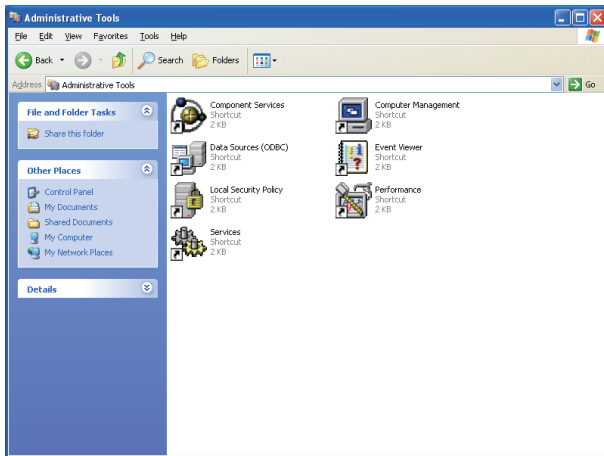 Administrative Tools
File Edit View Favorites Tools Help
Back Search Folders
Address Administrative Tools Go
File and Folder Tasks
Share this folder
Other Places
Control Panel
My Documents
Shared Documents
My Computer
My Network Places
Details
Component Services
Shortcut
2 KB
Computer Management
Shortcut
2 KB
Data Sources (ODBC)
Shortcut
2 KB
Event Viewer
Shortcut
2 KB
Local Security Policy
Shortcut
2 KB
Performance
Shortcut
2 KB
Services
Shortcut
2 KB